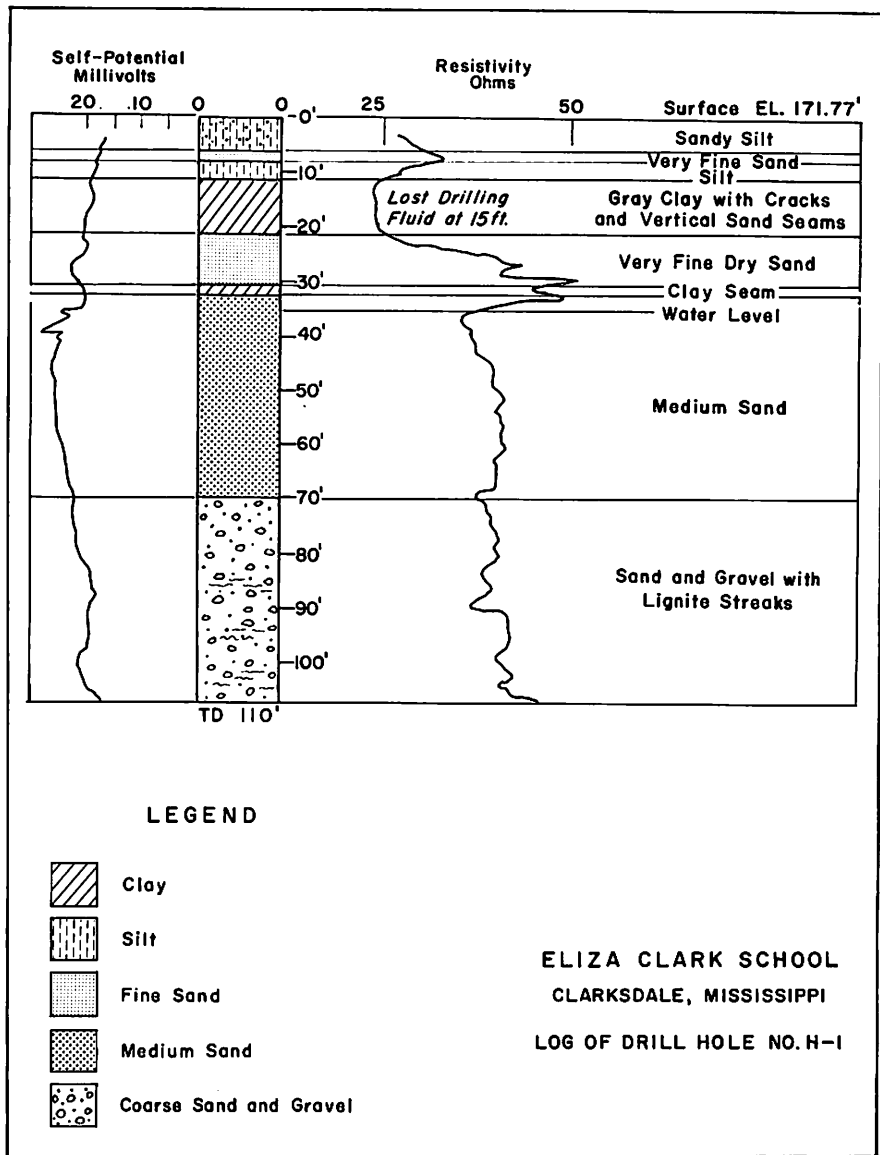 Self-Potential
Millivolts
Resistivity
Ohms
20 10 0 0 25 50
-0'
Surface EL. 171.77'
Sandy Silt
Very Fine Sand
-10'
Silt
Lost Drilling
Fluid at 15ft.
Gray Clay with Cracks
and Vertical Sand Seams
-20'
Very Fine Dry Sand
-30'
Clay Seam
Water Level
-40'
-50'
Medium Sand
-60'
-70'
-80'
Sand and Gravel with
Lignite Streaks
-90'
-100'
TD 110'
LEGEND
Clay
Silt
Fine Sand
Medium Sand
Coarse Sand and Gravel
ELIZA CLARK SCHOOL
CLARKSDALE, MISSISSIPPI
LOG OF DRILL HOLE NO. H-1